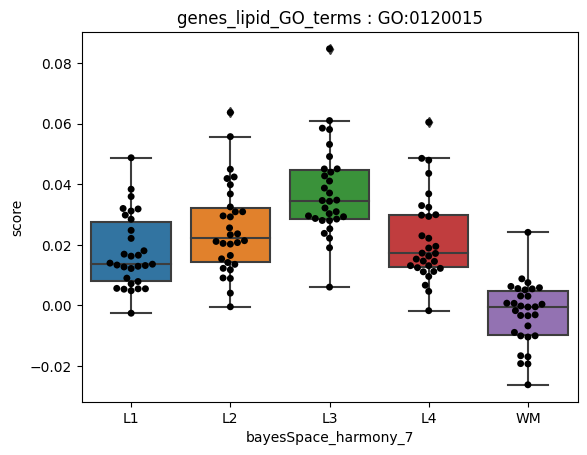 genes_lipid_GO_terms : GO:0120015
0.08
0.06
0.04
0.02
0.00
−0.02
score
L1 L2 L3 L4 WM
bayesSpace_harmony_7